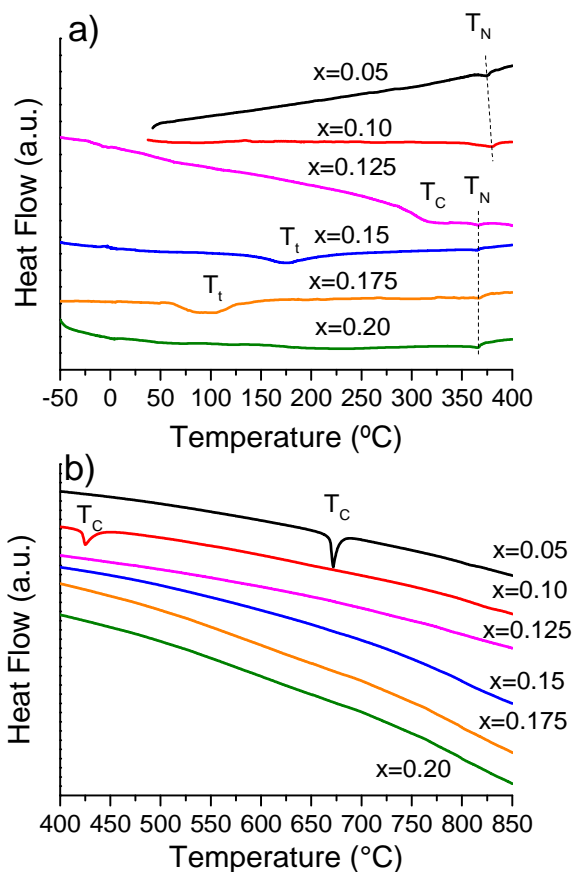 a)
T_N
x=0.05
x=0.10
x=0.125
T_C
T_N
T_t x=0.15
T_t
x=0.175
x=0.20
Heat Flow (a.u.)
-50 0 50 100 150 200 250 300 350 400
Temperature (ºC)
b)
T_C
T_C
x=0.05
x=0.10
x=0.125
x=0.15
x=0.175
x=0.20
Heat Flow (a.u.)
400 450 500 550 600 650 700 750 800 850
Temperature (°C)